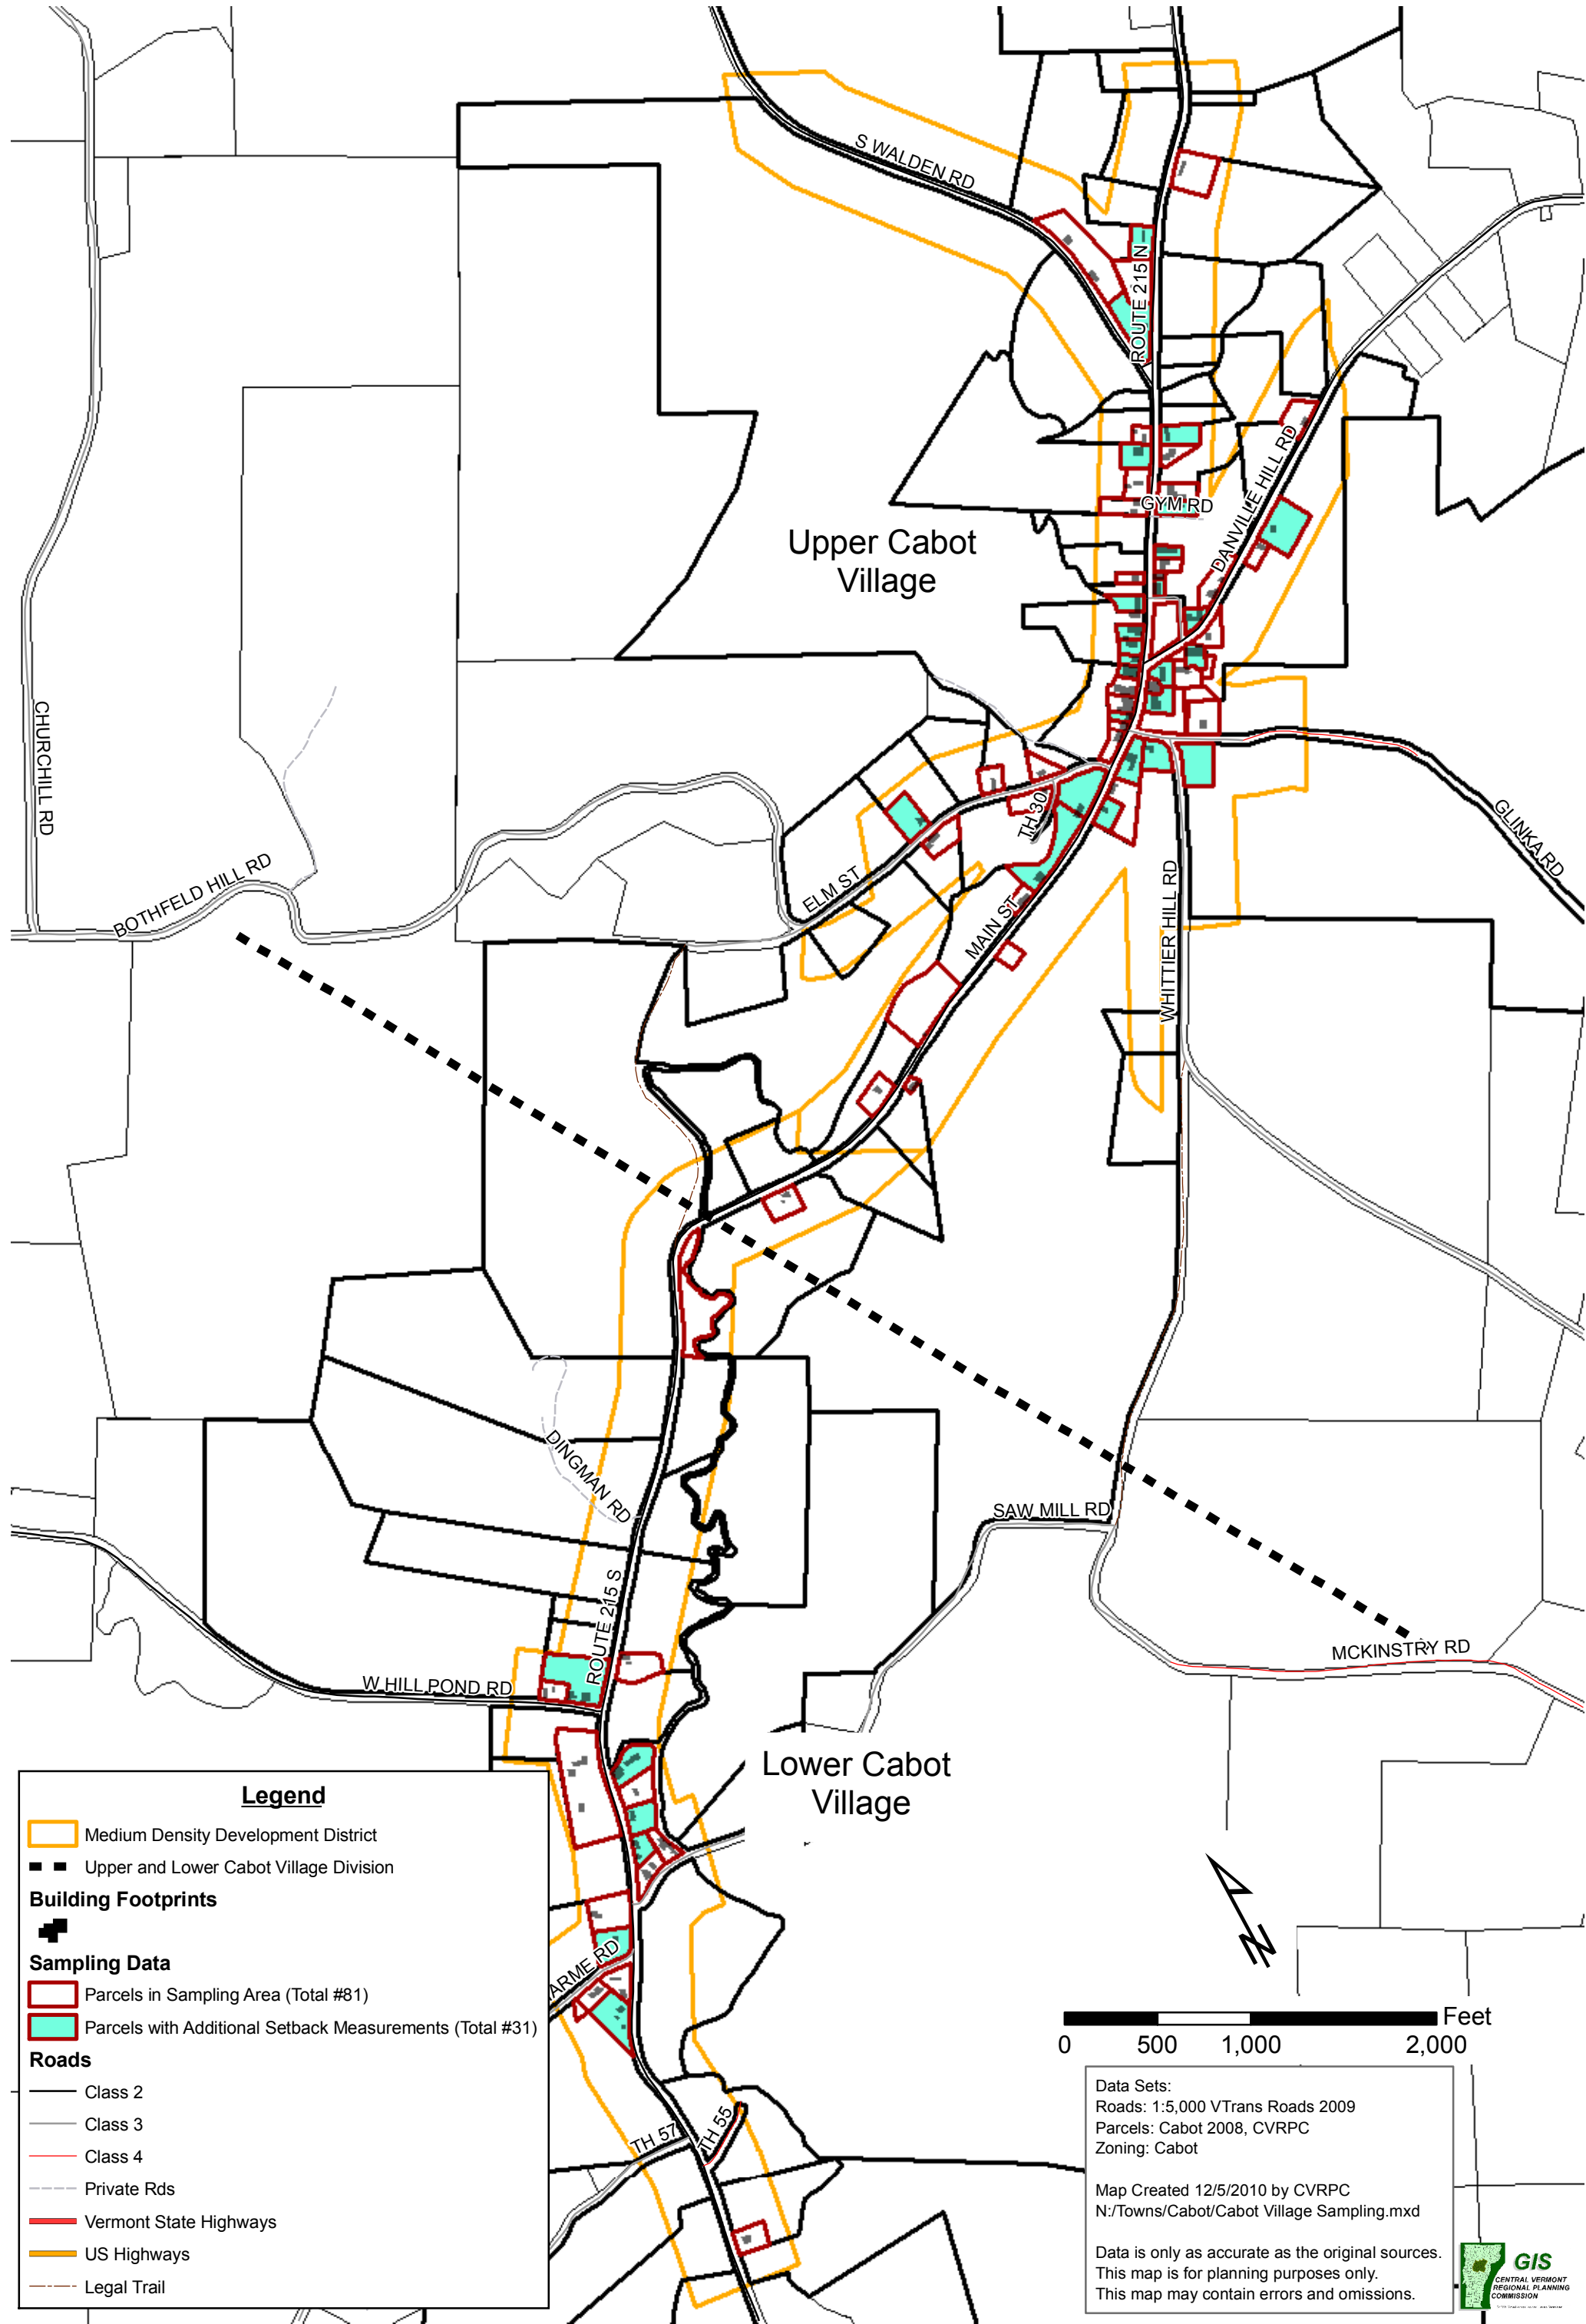 S WALDEN RD
ROUTE 215 N
DANVILLE HILL RD
GYM RD
Upper Cabot
Village
CHURCHILL RD
GLINKA RD
TH 30
BOTHFELD HILL RD
ELM ST
MAIN ST
WHITTIER HILL RD
DINGMAN RD
SAW MILL RD
ROUTE 215 S
MCKINSTRY RD
W HILL POND RD
Lower Cabot
Village
ARME RD
TH 57
TH 55
Legend
Medium Density Development District
Upper and Lower Cabot Village Division
Building Footprints
Sampling Data
Parcels in Sampling Area (Total #81)
Parcels with Additional Setback Measurements (Total #31)
Roads
Class 2
Class 3
Class 4
Private Rds
Vermont State Highways
US Highways
Legal Trail
N
Feet
0 500 1,000 2,000
Data Sets:
Roads: 1:5,000 VTrans Roads 2009
Parcels: Cabot 2008, CVRPC
Zoning: Cabot
Map Created 12/5/2010 by CVRPC
N:/Towns/Cabot/Cabot Village Sampling.mxd
Data is only as accurate as the original sources.
This map is for planning purposes only.
This map may contain errors and omissions.
GIS
CENTRAL VERMONT
REGIONAL PLANNING
COMMISSION